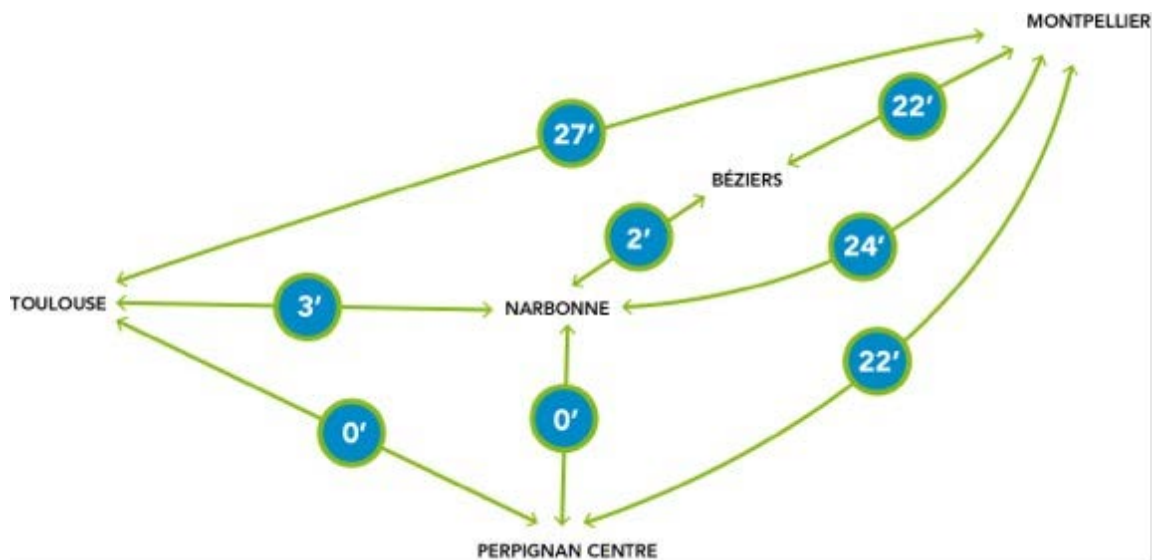 MONTPELLIER
22'
27'
BÉZIERS
2'
24'
TOULOUSE
3'
NARBONNE
22'
0'
0'
PERPIGNAN CENTRE